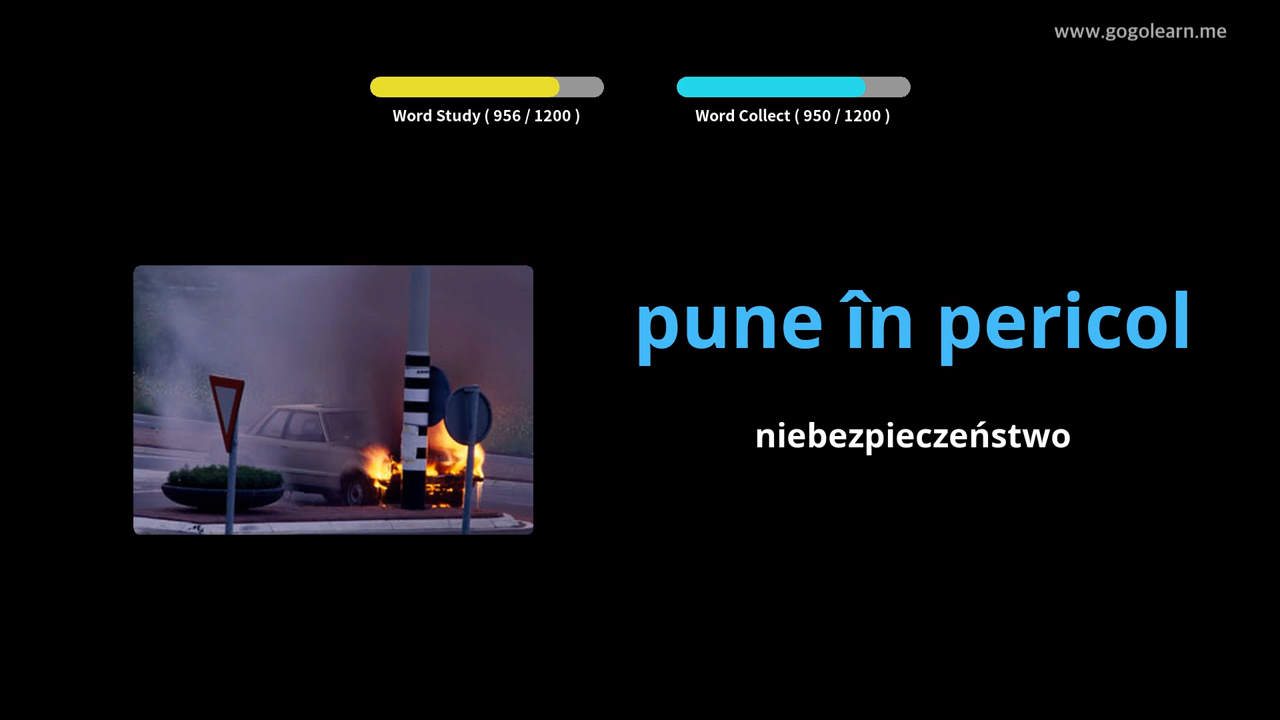 www.gogolearn.me
Word Study ( 956 / 1200 )
Word Collect ( 950 / 1200 )
pune în pericol
niebezpieczeństwo